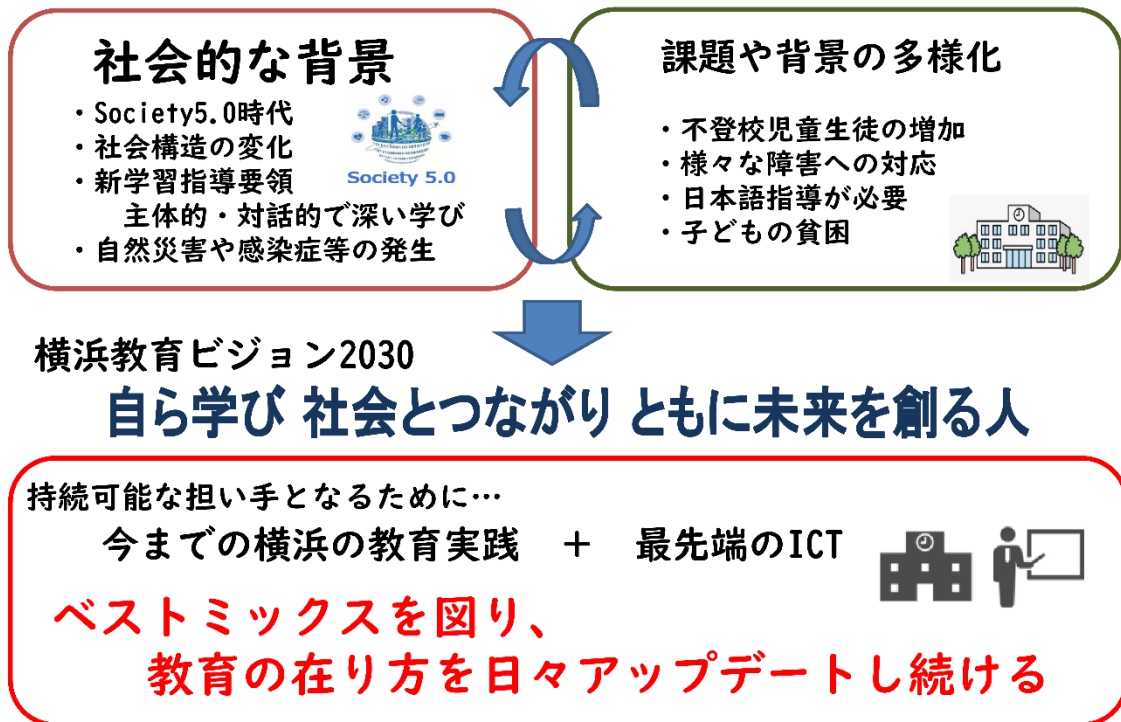 社会的な背景
・Society5.0時代
・社会構造の変化
・新学習指導要領
主体的・対話的で深い学び
・自然災害や感染症等の発生
Society 5.0
課題や背景の多様化
・不登校児童生徒の増加
・様々な障害への対応
・日本語指導が必要
・子どもの貧困
横浜教育ビジョン2030
自ら学び 社会とつながり ともに未来を創る人
持続可能な担い手となるために…
今までの横浜の教育実践 + 最先端のICT
ベストミックスを図り、
教育の在り方を日々アップデートし続ける